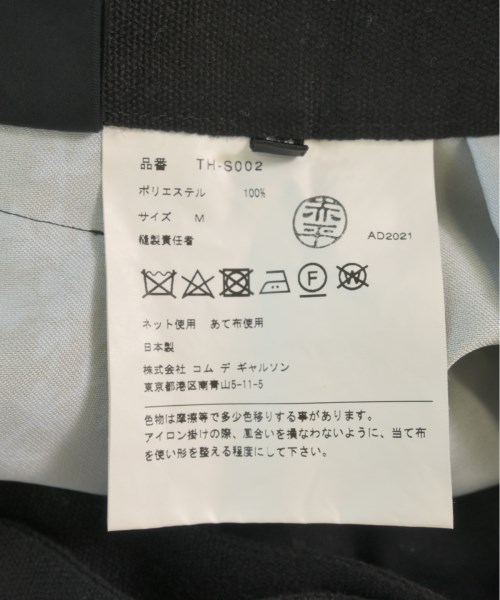 品番 TH-S002
ポリエステル 100%
サイズ M
縫製責任者
赤平
AD2021
F
W
ネット使用 あて布使用
日本製
株式会社 コム デ ギャルソン
東京都港区南青山5-11-5
色物は摩擦等で多少色移りする事があります。
アイロン掛けの際、風合いを損なわないように、当て布
を使い形を整える程度にして下さい。